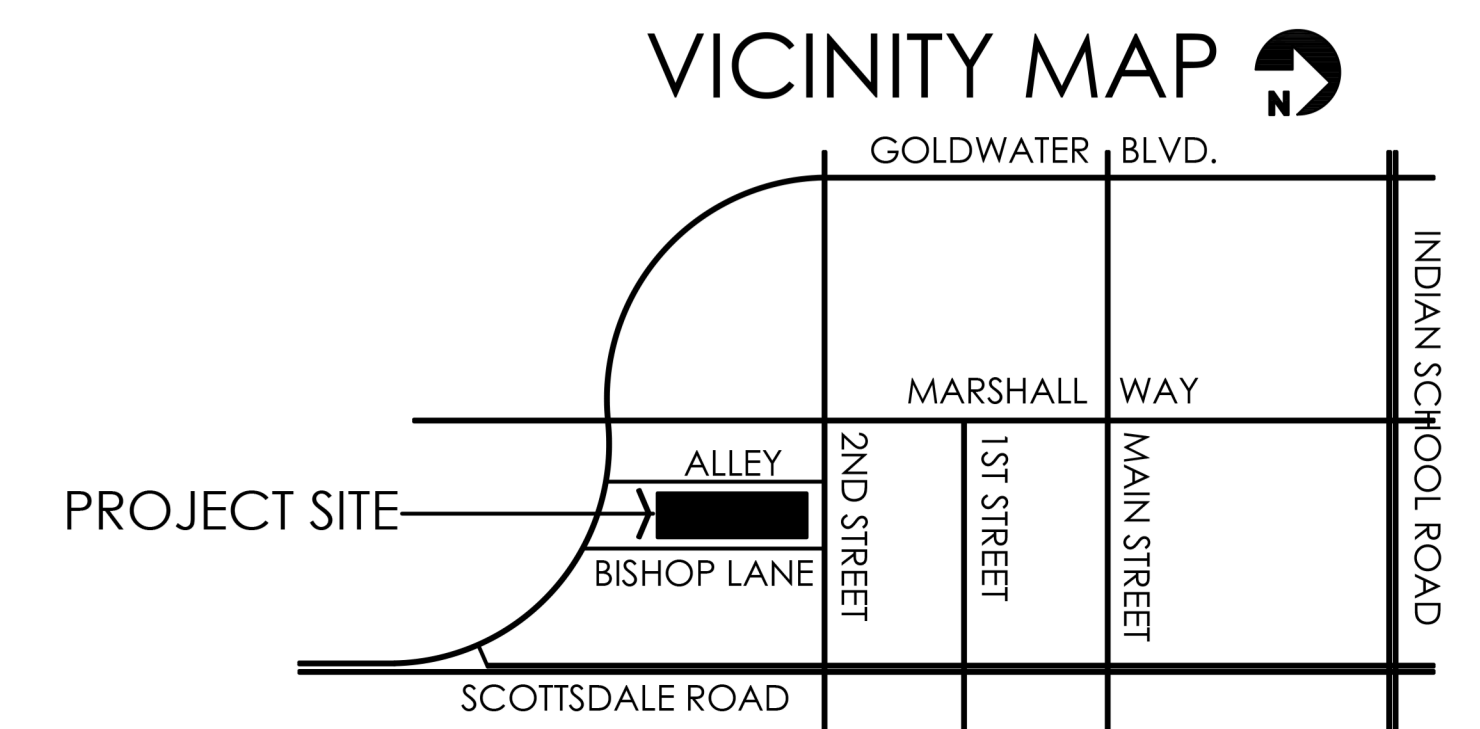 VICINITY MAP
N
GOLDWATER BLVD.
INDIAN SCHOOL ROAD
MARSHALL WAY
2ND STREET
1ST STREET
MAIN STREET
ALLEY
PROJECT SITE
BISHOP LANE
SCOTTSDALE ROAD